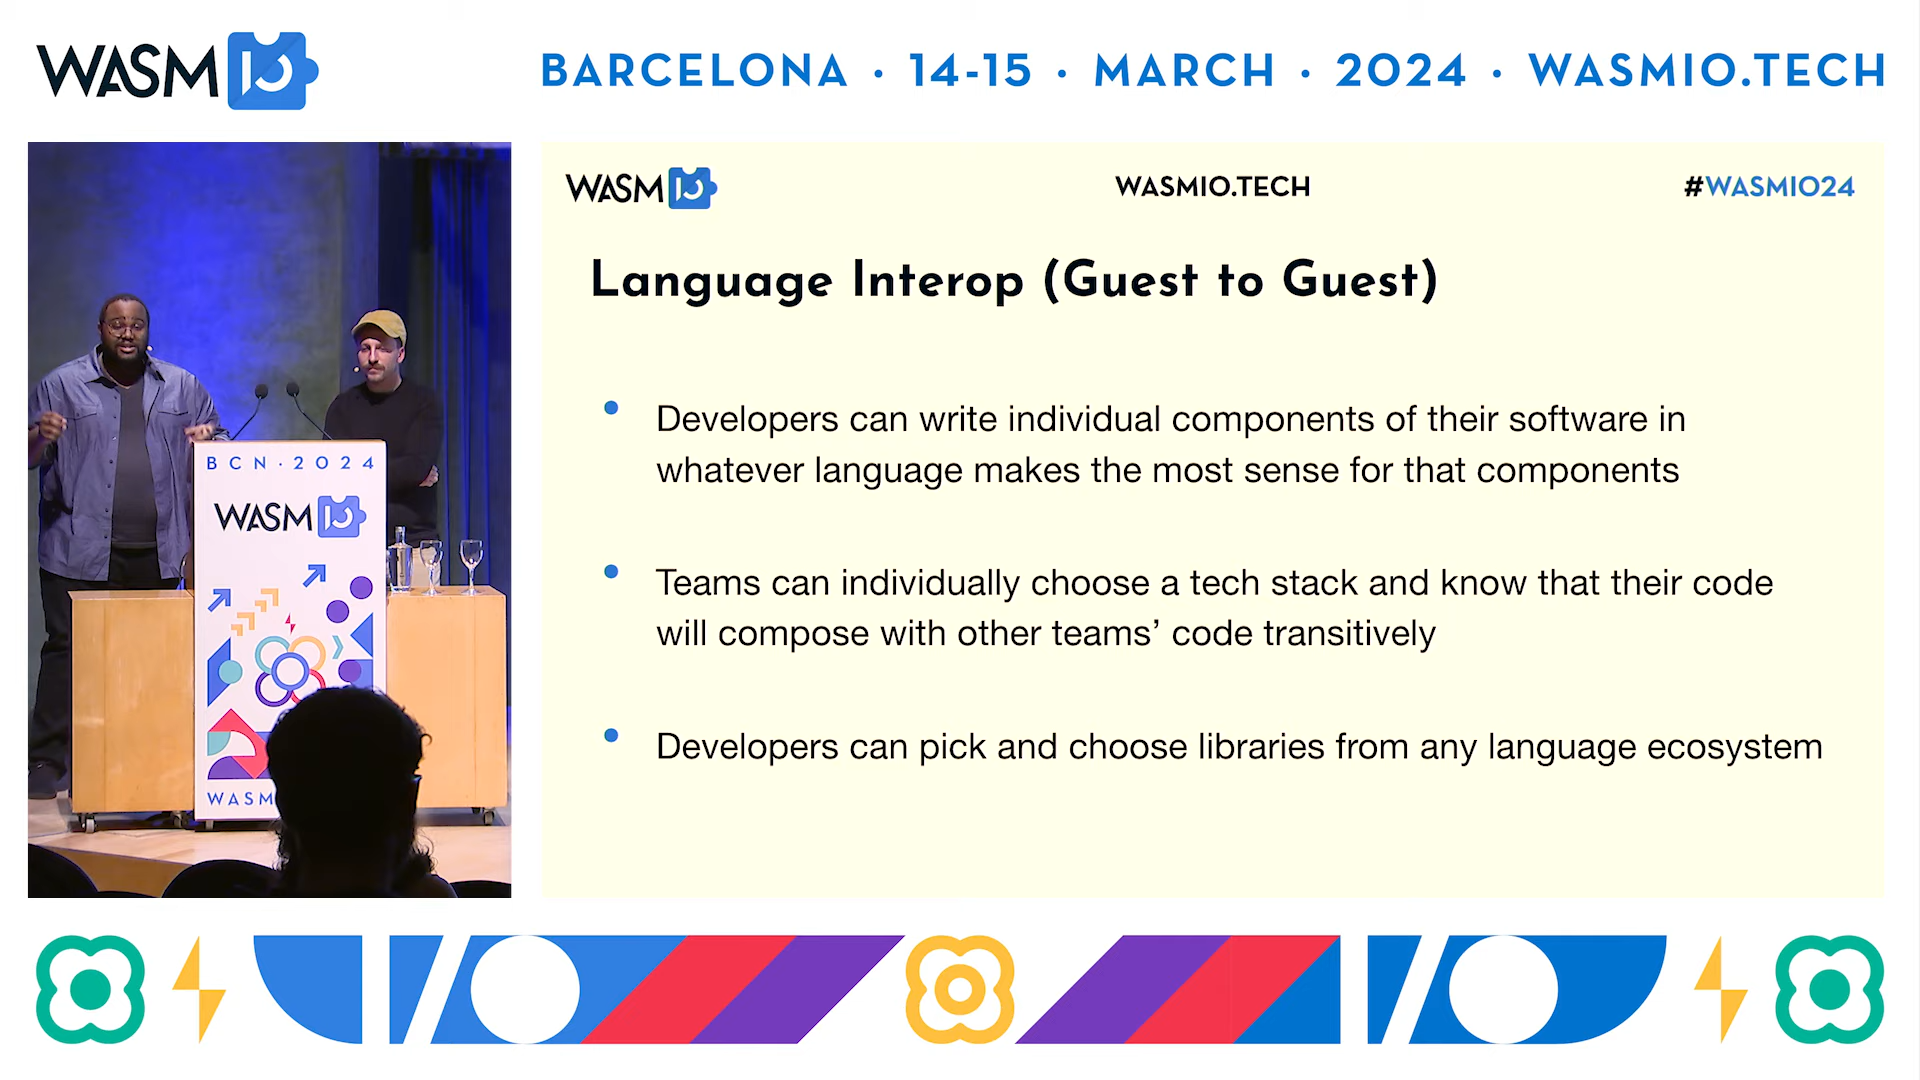 WASM IO
BARCELONA · 14-15 · MARCH · 2024 · WASMIO.TECH
BCN·2024
WASM IO
WASM
WASM IO
WASMIO.TECH
#WASMIO24
Language Interop (Guest to Guest)
• Developers can write individual components of their software in
whatever language makes the most sense for that components
• Teams can individually choose a tech stack and know that their code
will compose with other teams’ code transitively
• Developers can pick and choose libraries from any language ecosystem